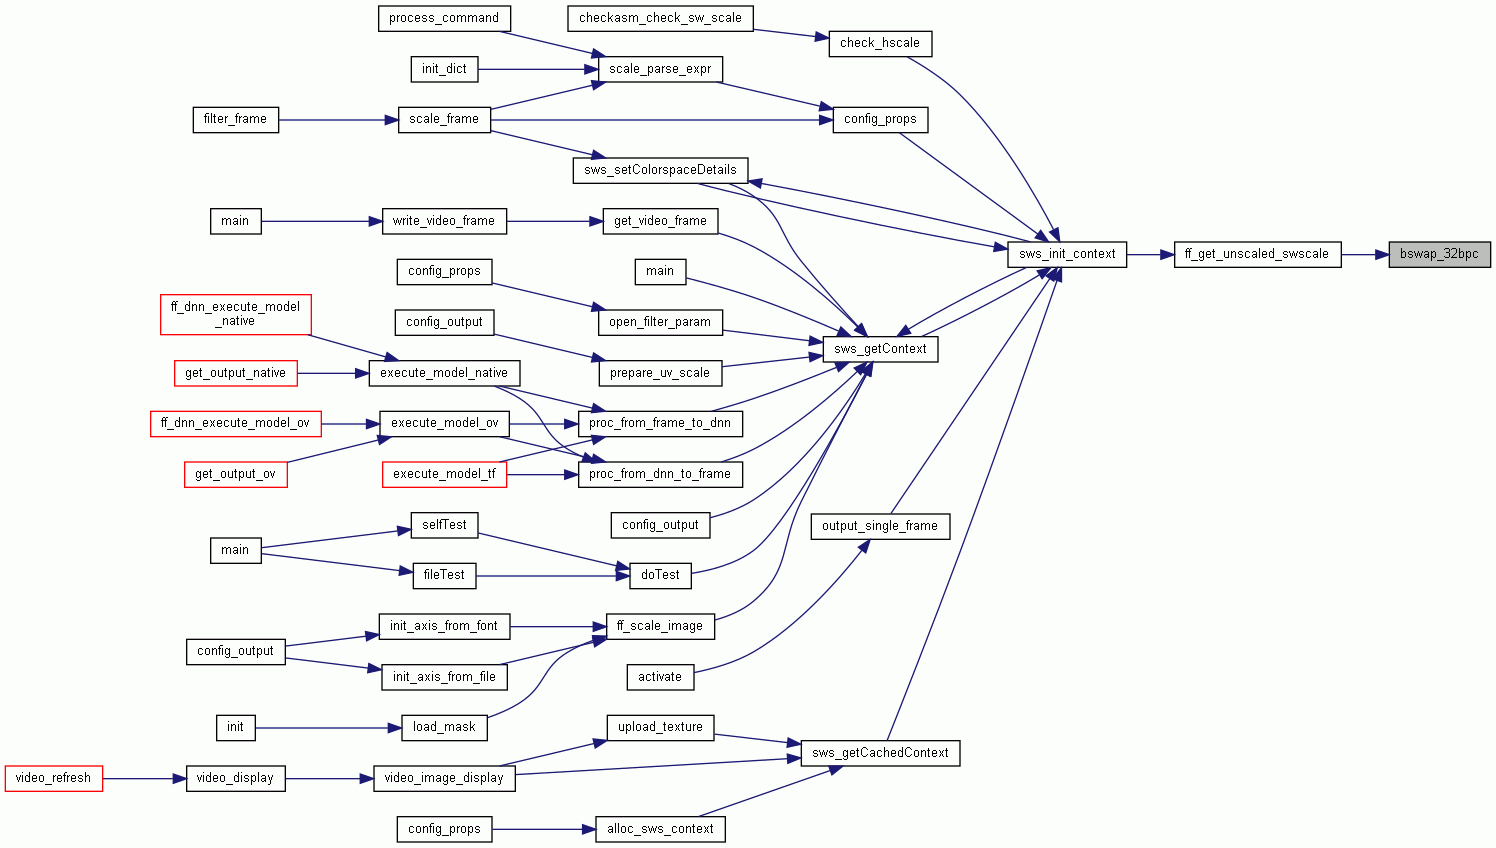 process_command
checkasm_check_sw_scale
check_hscale
init_dict
scale_parse_expr
filter_frame
scale_frame
config_props
sws_setColorspaceDetails
main
write_video_frame
get_video_frame
sws_init_context
ff_get_unscaled_swscale
bswap_32bpc
config_props
main
ff_dnn_execute_model
_native
config_output
open_filter_param
sws_getContext
get_output_native
execute_model_native
prepare_uv_scale
ff_dnn_execute_model_ov
execute_model_ov
proc_from_frame_to_dnn
get_output_ov
execute_model_tf
proc_from_dnn_to_frame
selfTest
config_output
output_single_frame
main
fileTest
doTest
init_axis_from_font
ff_scale_image
config_output
init_axis_from_file
activate
init
load_mask
upload_texture
sws_getCachedContext
video_refresh
video_display
video_image_display
config_props
alloc_sws_context